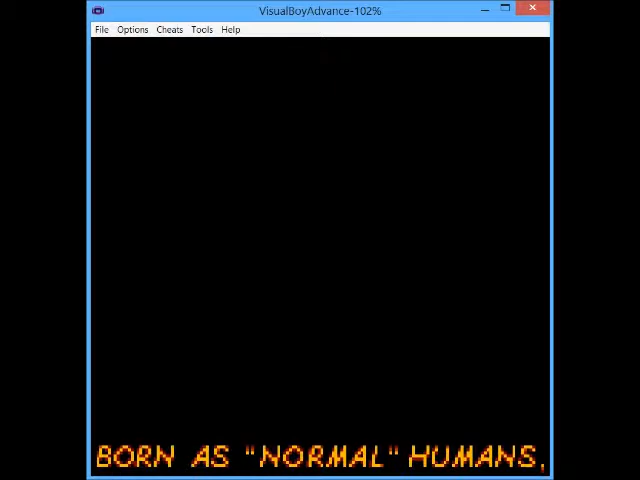 VisualBoyAdvance-102%
File Options Cheats Tools Help
BORN AS "NORMAL" HUMANS,